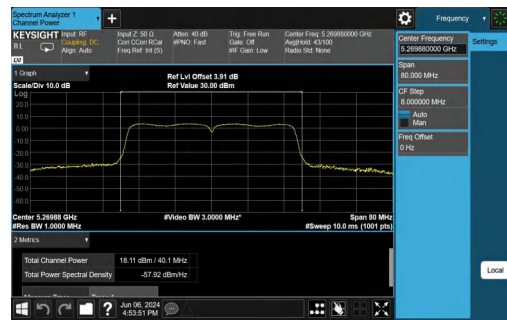 Spectrum Analyzer 1
Channel Power
Frequency
Settings
KEYSIGHT
Input: RF
Coupling: DC
Align: Auto
Input Z: 50 Ω
Corr CCorr RCal
Freq Ref: Int (S)
Atten: 40 dB
#PNO: Fast
Trig: Free Run
Gate: Off
#IF Gain: Low
Center Freq: 5.269880000 GHz
Avg|Hold: 43/100
Radio Std: None
RL
Center Frequency
5.269880000 GHz
Span
80.000 MHz
CF Step
8.000000 MHz
Auto
Man
Freq Offset
0 Hz
Local
1 Graph
Scale/Div 10.0 dB
Ref Lvl Offset 3.91 dB
Ref Value 30.00 dBm
Log
20.0
10.0
0.00
-10.0
-20.0
-30.0
-40.0
-50.0
-60.0
Center 5.26988 GHz
#Video BW 3.0000 MHz*
Span 80 MHz
#Res BW 1.0000 MHz
#Sweep 10.0 ms (1001 pts)
2 Metrics
Total Channel Power
18.11 dBm / 40.1 MHz
Total Power Spectral Density
-57.92 dBm/Hz
?
Jun 06, 2024
4:53:51 PM